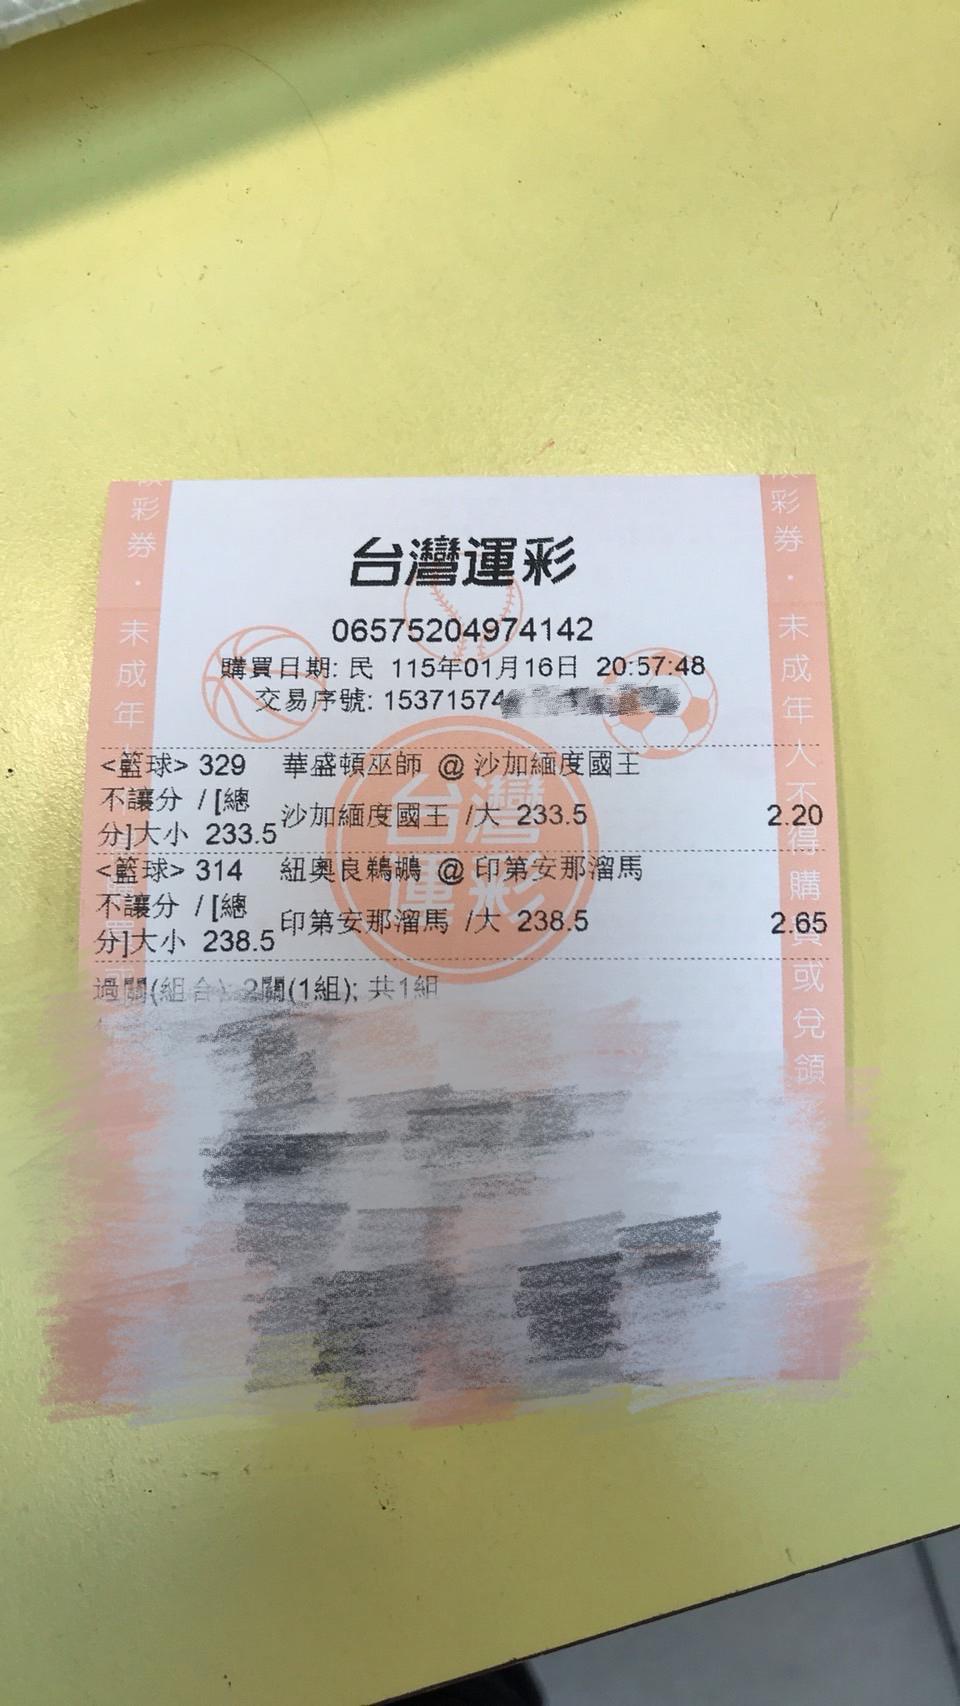 台灣運彩
06575204974142
購買日期: 民 115年01月16日 20:57:48
交易序號: 15371574
<籃球> 329 華盛頓巫師 @ 沙加緬度國王
不讓分 / [總
分]大小 233.5
沙加緬度國王 /大 233.5 2.20
<籃球> 314 紐奧良鵜鶘 @ 印第安那溜馬
不讓分 / [總
分]大小 238.5
印第安那溜馬 /大 238.5 2.65
過關(組合): 2關(1組); 共1組
彩券・未成年
彩券・未成年人不得購買或兌領
台灣
運彩